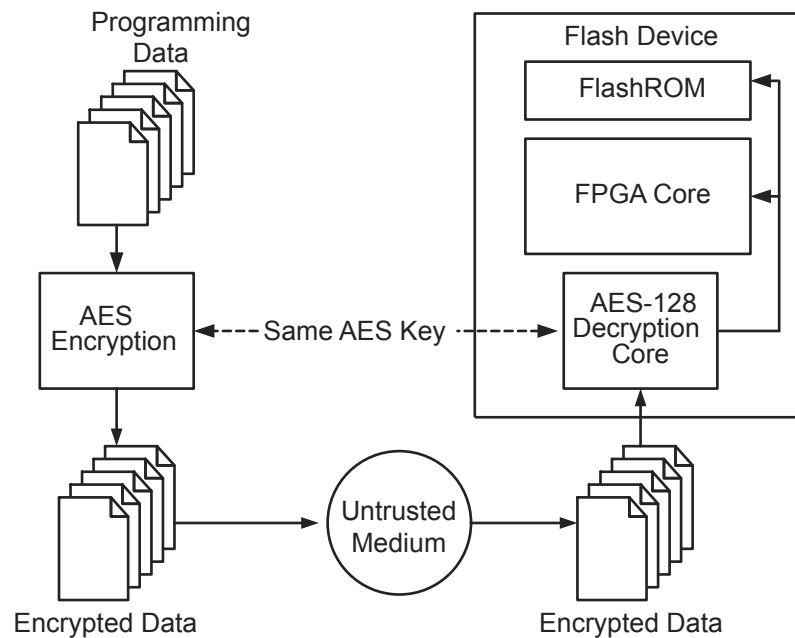 Programming
Data
Flash Device
FlashROM
FPGA Core
AES
Encryption
Same AES Key
AES-128
Decryption
Core
Untrusted
Medium
Encrypted Data
Encrypted Data